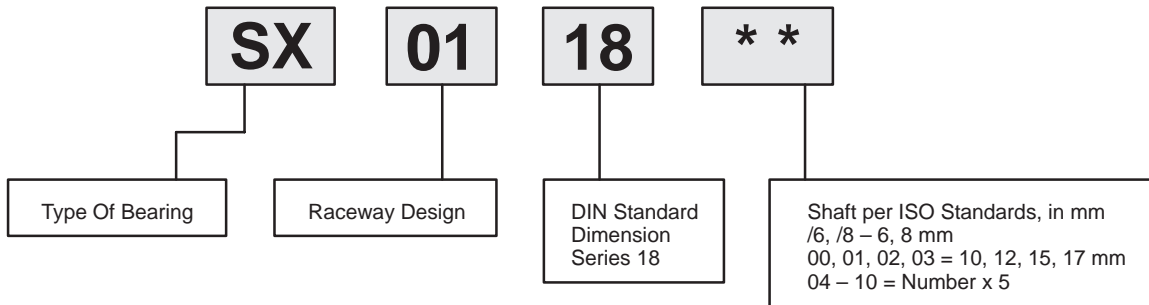 SX 01 18 * *
Type Of Bearing
Raceway Design
DIN Standard
Dimension
Series 18
Shaft per ISO Standards, in mm
/6, /8 – 6, 8 mm
00, 01, 02, 03 = 10, 12, 15, 17 mm
04 – 10 = Number x 5